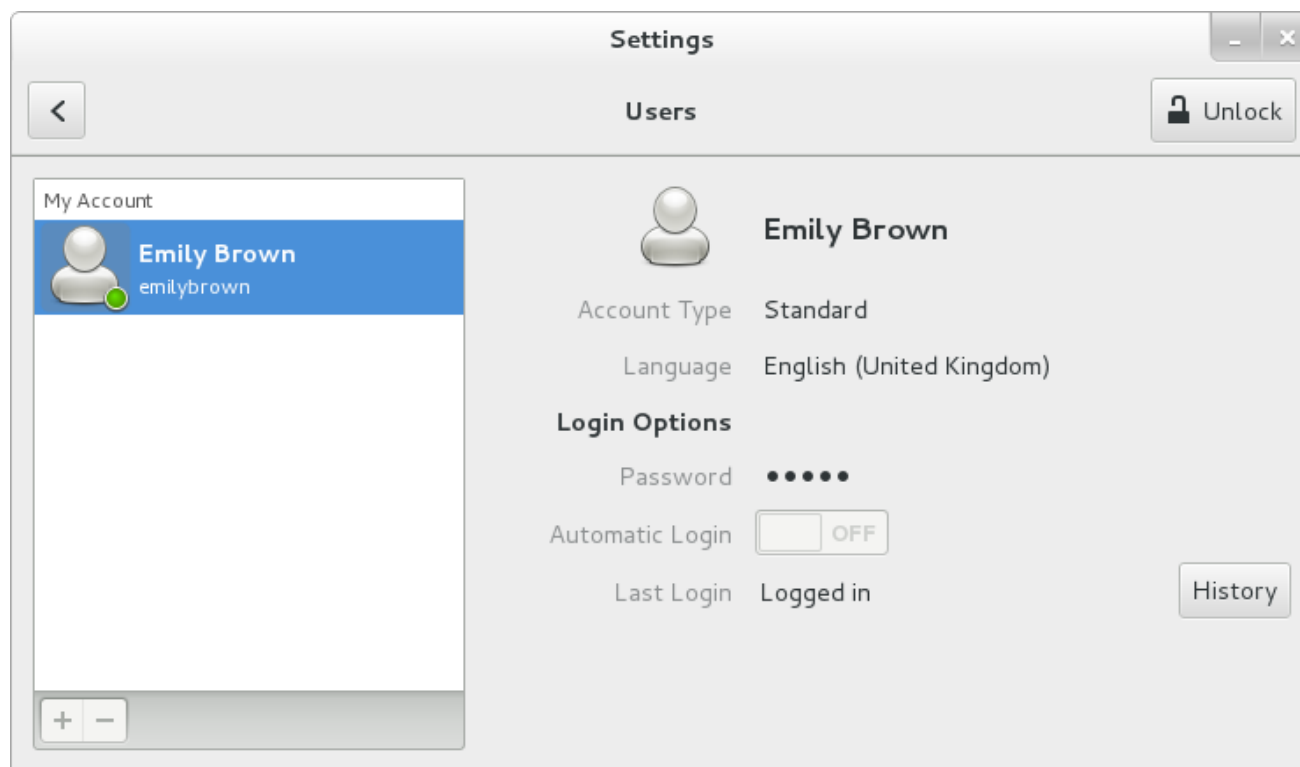 Settings
Users
Unlock
My Account
Emily Brown
emilybrown
Emily Brown
Account Type Standard
Language English (United Kingdom)
Login Options
Password •••••
Automatic Login OFF
Last Login Logged in
History